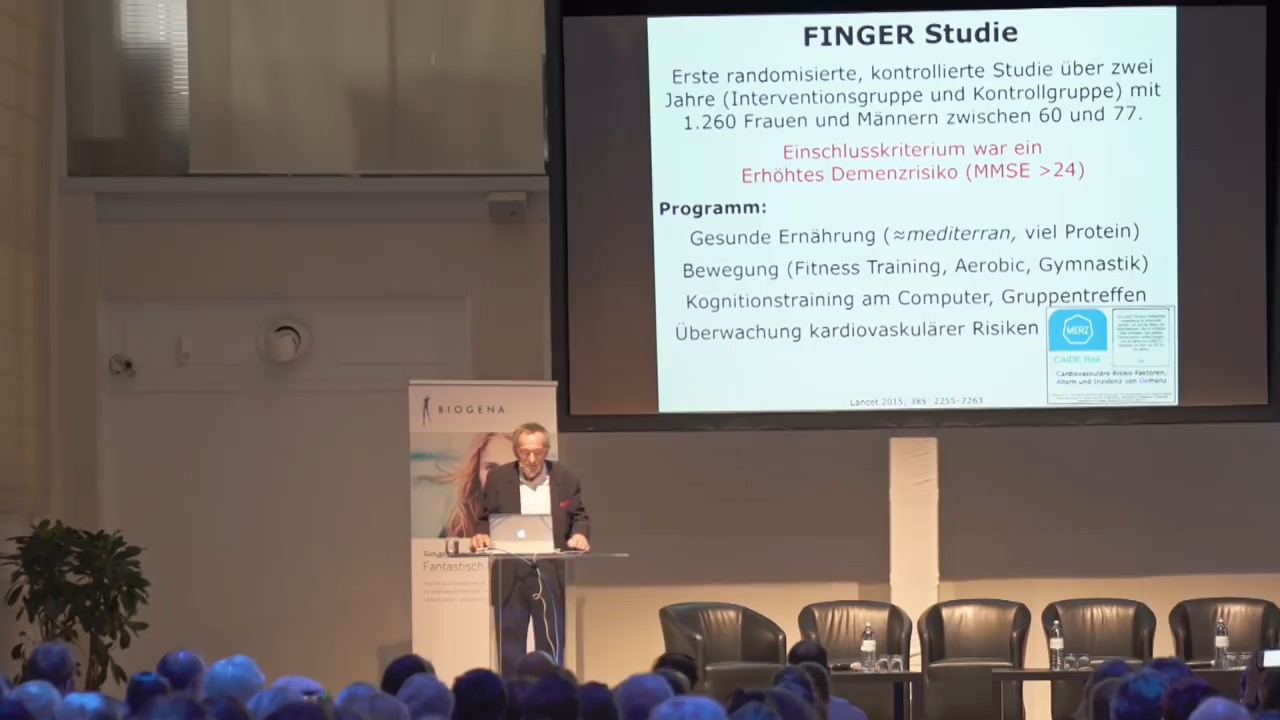 FINGER Studie
Erste randomisierte, kontrollierte Studie über zwei
Jahre (Interventionsgruppe und Kontrollgruppe) mit
1.260 Frauen und Männern zwischen 60 und 77.
Einschlusskriterium war ein
Erhöhtes Demenzrisiko (MMSE >24)
Programm:
Gesunde Ernährung (≈mediterran, viel Protein)
Bewegung (Fitness Training, Aerobic, Gymnastik)
Kognitionstraining am Computer, Gruppentreffen
Überwachung kardiovaskulärer Risiken
MERZ
CAIDE Risk
Cardiovaskuläre Risiko Faktoren,
Altern und Inzidenz von Demenz
Lancet 2015; 385: 2255-2263
BIOGENA
Fantastisch